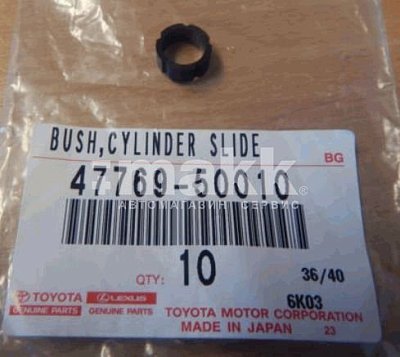 BUSH,CYLINDER SLIDE
BG
47769-50010
makk
АВТОМАГАЗИН СЕРВИС
QTY: 10
36/40
6K03
TOYOTA LEXUS
GENUINE PARTS GENUINE PARTS
TOYOTA MOTOR CORPORATION
MADE IN JAPAN 23